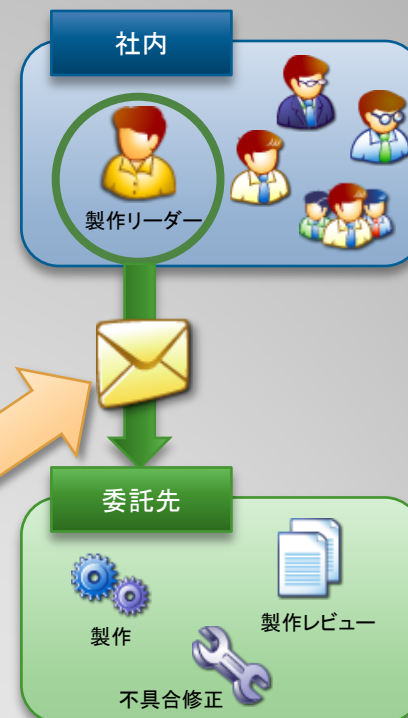 社内
製作リーダー
委託先
製作
製作レビュー
不具合修正